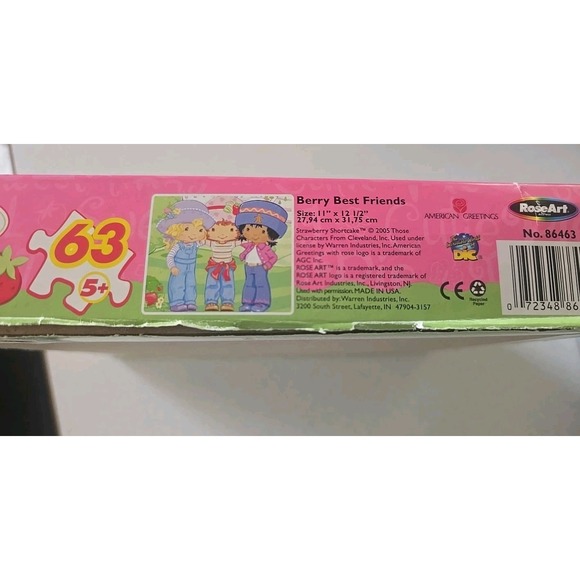 63
5+
Berry Best Friends
Size: 11" x 12 1/2"
27,94 cm x 31,75 cm
Strawberry Shortcake™ © 2005 Those
Characters From Cleveland, Inc. Used under
license by Warren Industries, Inc. American
Greetings with rose logo is a trademark of
AGC Inc.
ROSE ART™ is a trademark, and the
ROSE ART logo is a registered trademark of
Rose Art Industries, Inc., Livingston, NJ.
Used with permission. MADE IN USA.
Distributed by: Warren Industries, Inc.
3200 South Street, Lafayette, IN 47904-3157
AMERICAN GREETINGS
DIC
CE
Recycled
Paper
RoseArt
No. 86463
0 72348 86